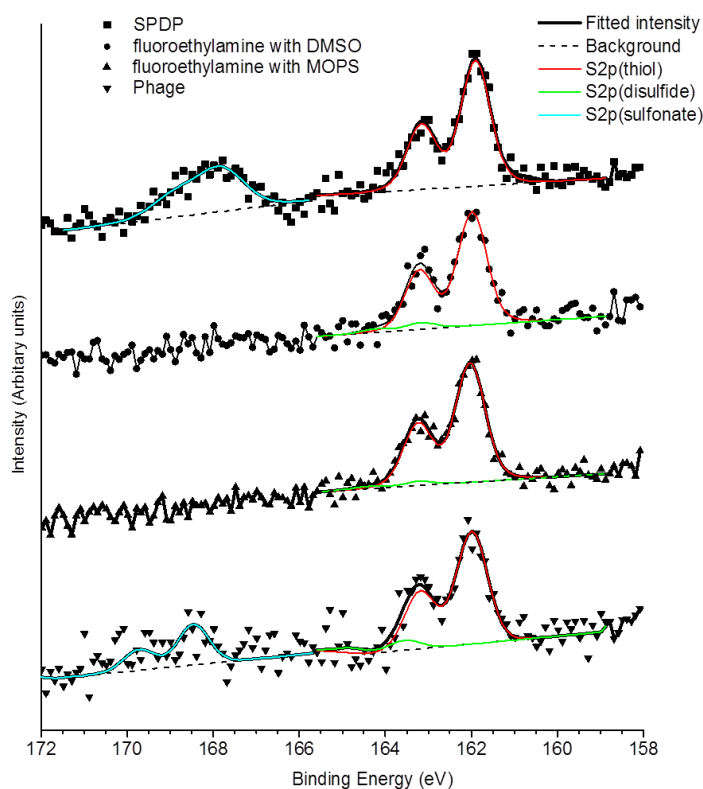 SPDP
fluoroethylamine with DMSO
fluoroethylamine with MOPS
Phage
Fitted intensity
Background
S2p(thiol)
S2p(disulfide)
S2p(sulfonate)
Intensity (Arbitary units)
172 170 168 166 164 162 160 158
Binding Energy (eV)